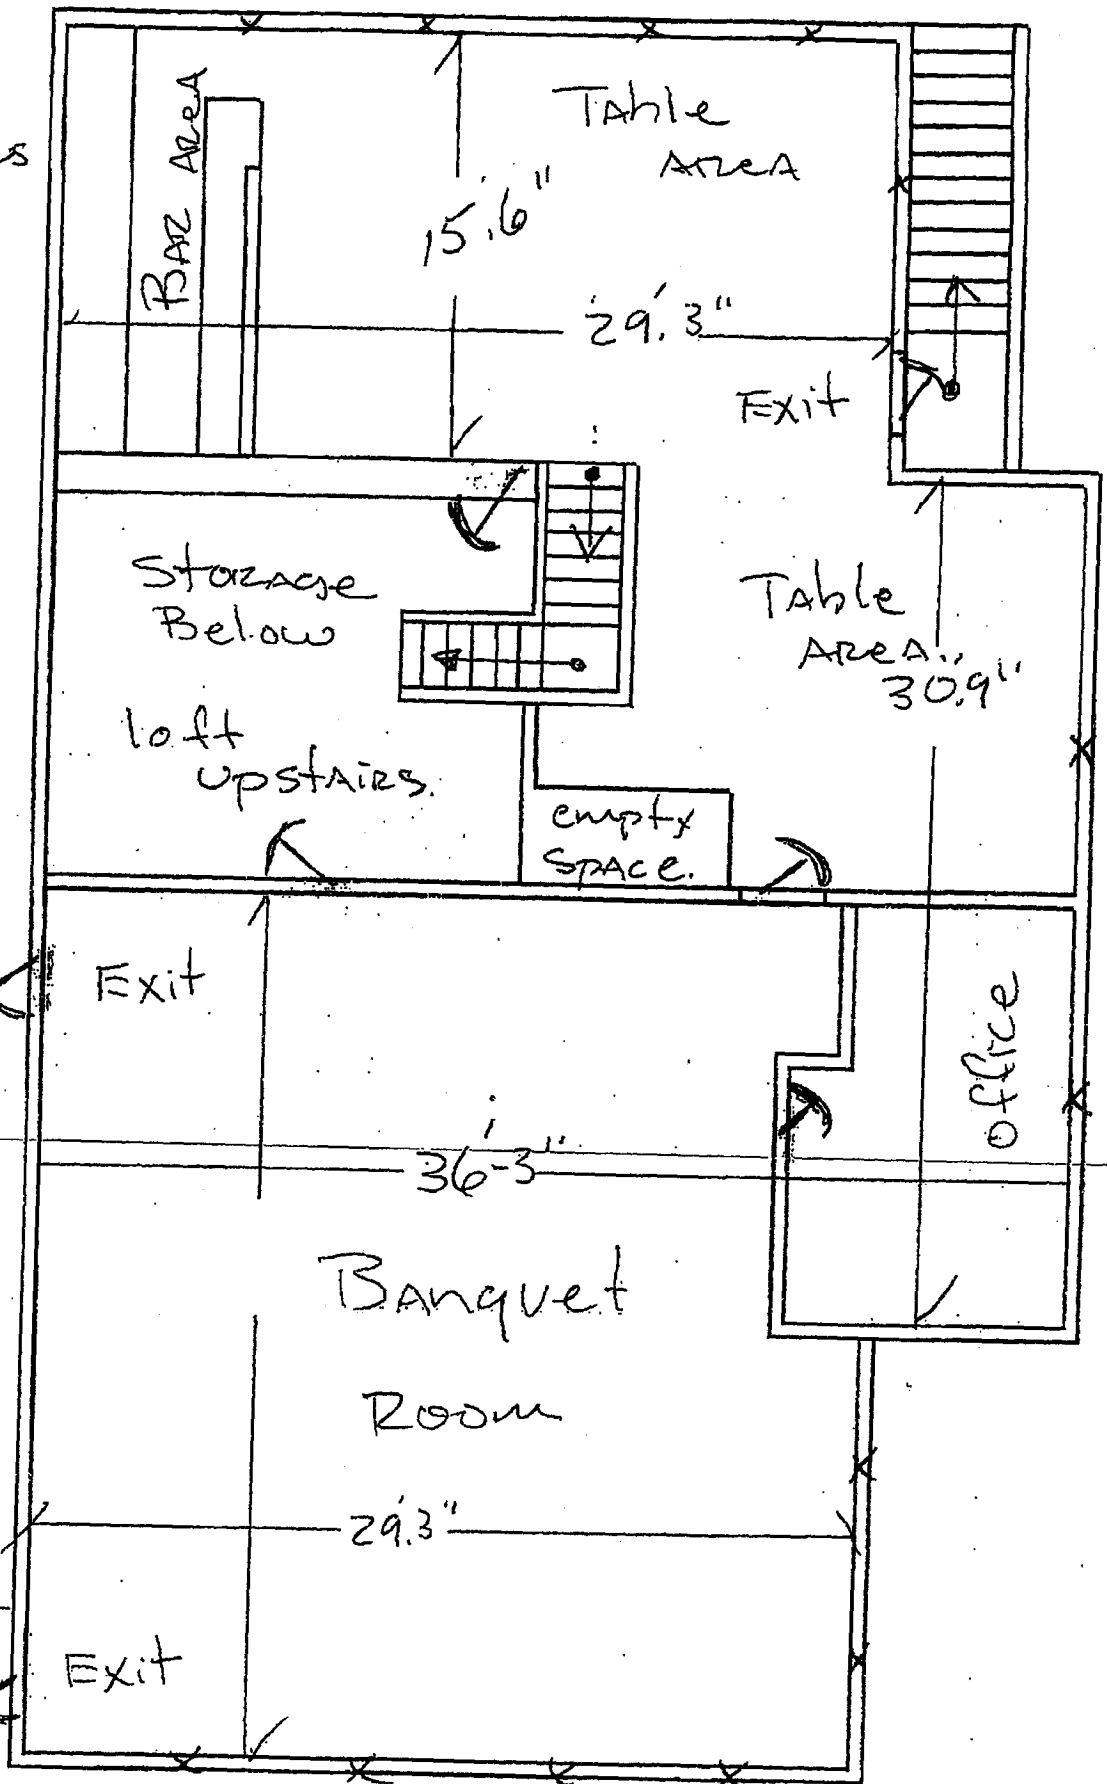 s
BAR AREA
Table
AREA
15'.6"
29'.3"
Exit
Storage
Below
Table
AREA
30.9"
loft
upstairs.
empty
SPACE.
Exit
office
36'-3"
Banquet
Room
29'.3"
Exit